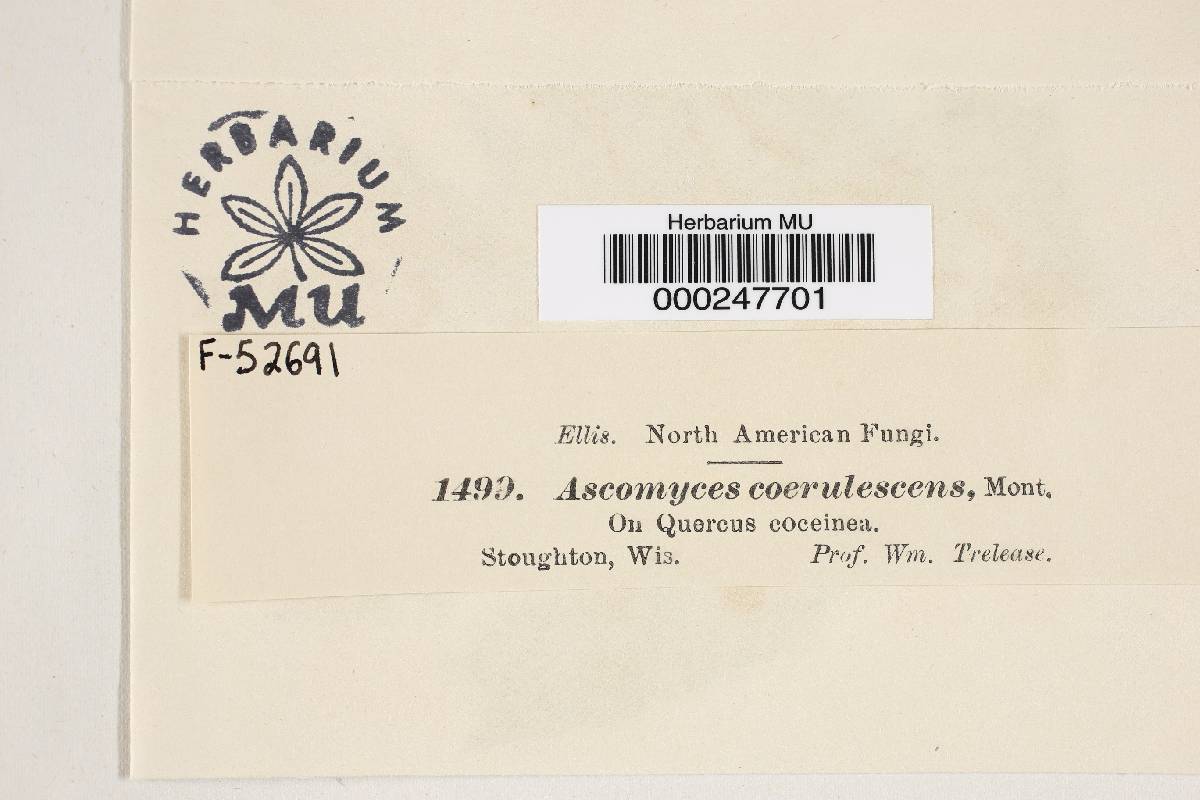 HERBARIUM
MU
Herbarium MU
000247701
F-52691
Ellis. North American Fungi.
1499. Ascomyces coerulescens, Mont.
On Quercus coceinea.
Stoughton, Wis. Prof. Wm. Trelease.